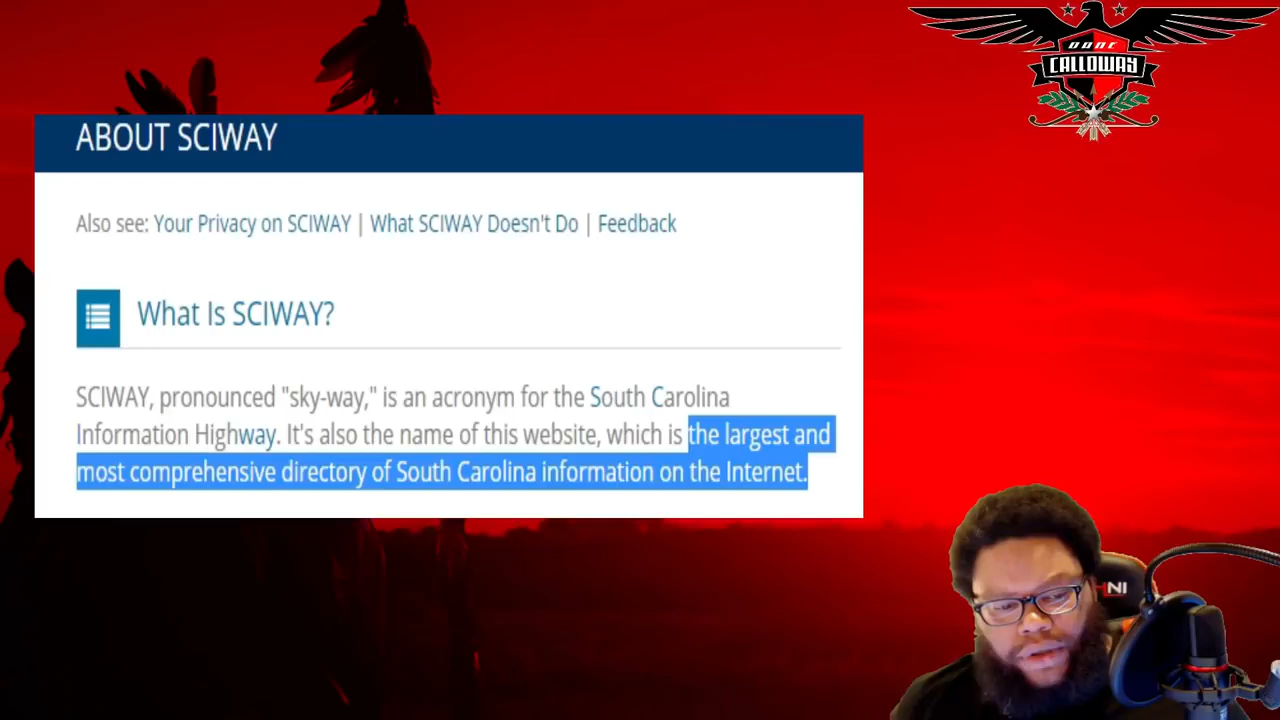 DOOC
CALLOWAY
ABOUT SCIWAY
Also see: Your Privacy on SCIWAY | What SCIWAY Doesn't Do | Feedback
What Is SCIWAY?
SCIWAY, pronounced "sky-way," is an acronym for the South Carolina
Information Highway. It's also the name of this website, which is the largest and
most comprehensive directory of South Carolina information on the Internet.
NI